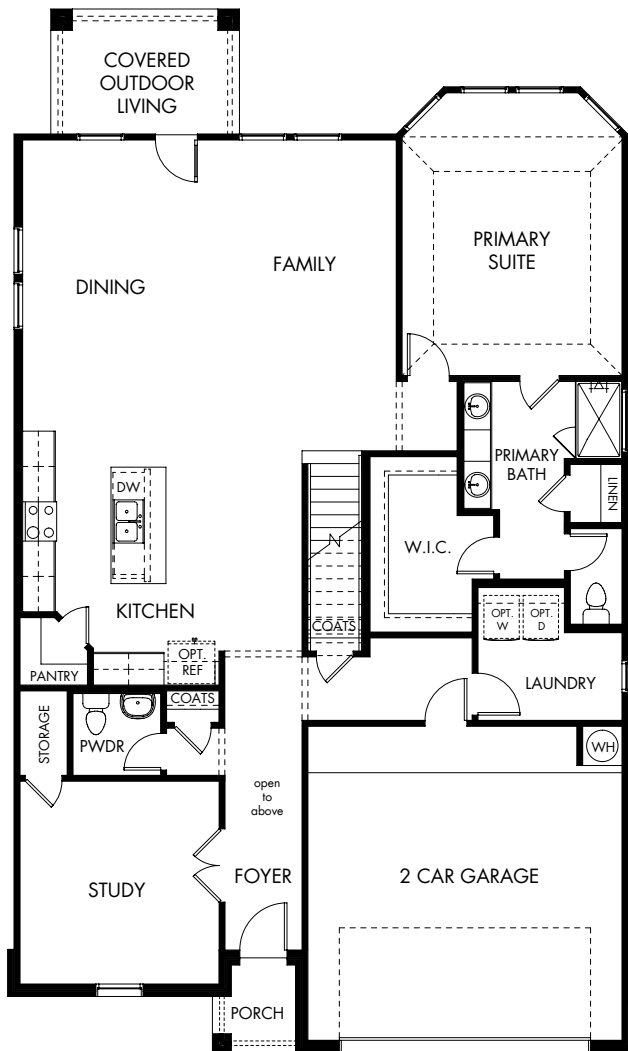 COVERED
OUTDOOR
LIVING
PRIMARY
SUITE
FAMILY
DINING
PRIMARY
BATH
DW
LINEN
W.I.C.
KITCHEN
COATS
OPT.
W
OPT.
D
OPT.
REF
PANTRY
LAUNDRY
COATS
STORAGE
PWDR
WH
open
to
above
STUDY
FOYER
2 CAR GARAGE
PORCH